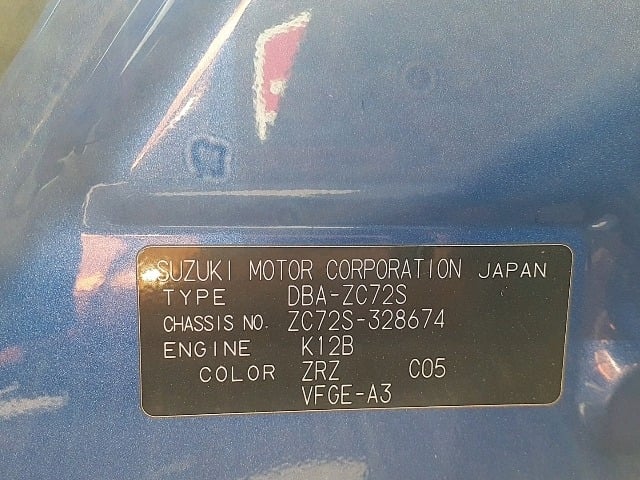 SUZUKI MOTOR CORPORATION JAPAN
TYPE DBA-ZC72S
CHASSIS NO. ZC72S-328674
ENGINE K12B
COLOR ZRZ C05
VFGE-A3